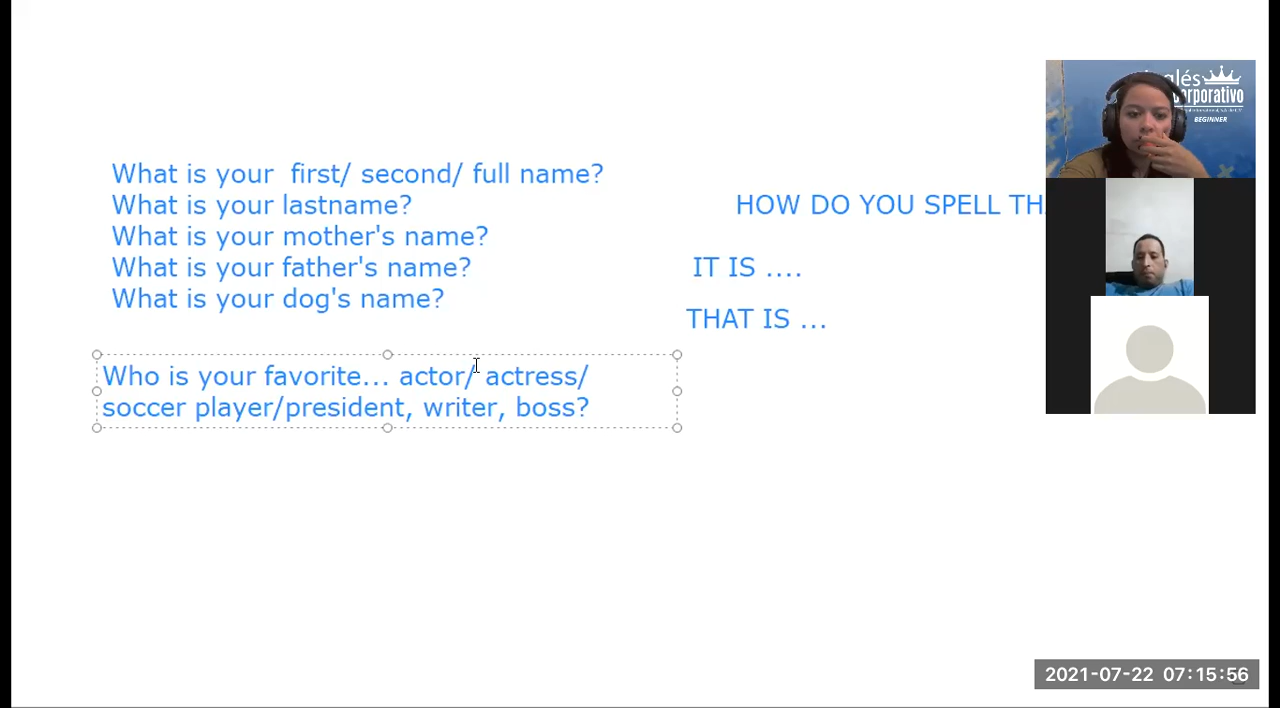 What is your  first/ second/ full name?
What is your lastname?
What is your mother's name?
What is your father's name?
What is your dog's name?
Who is your favorite... actor/ actress/
soccer player/president, writer, boss?
HOW DO YOU SPELL
IT IS ....
THAT IS ...
BEGINNER
2021-07-22 07:15:56